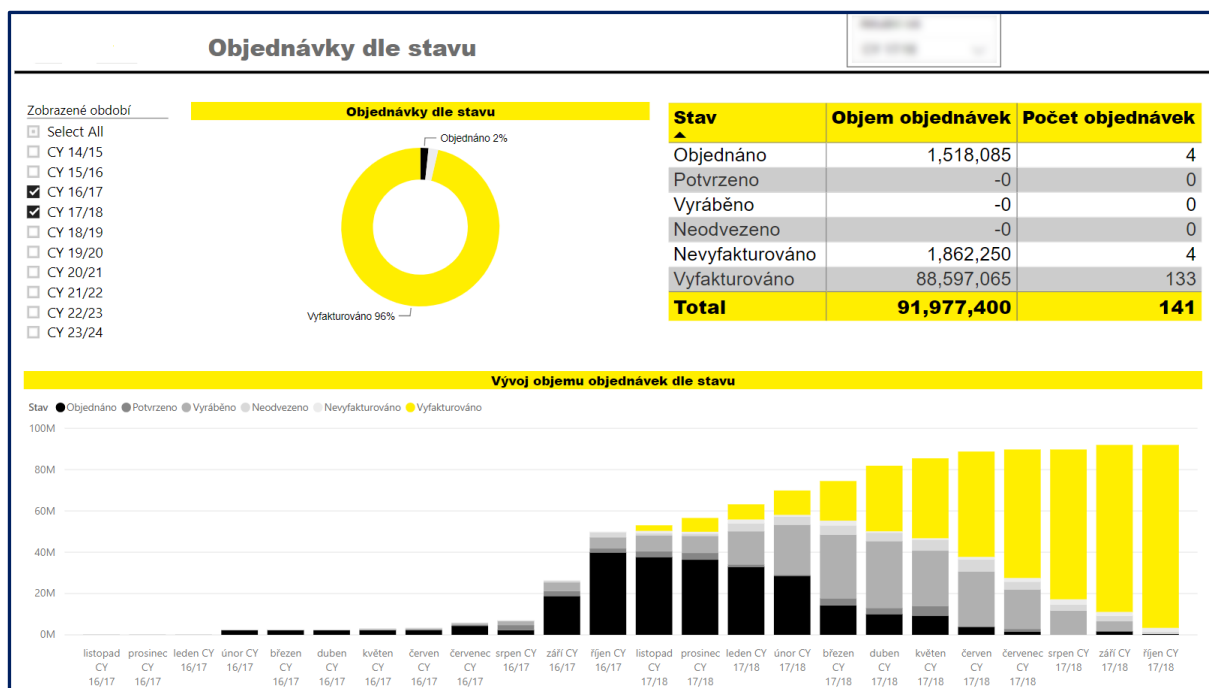 Objednávky dle stavu
Zobrazené období
Select All
CY 14/15
CY 15/16
CY 16/17
CY 17/18
CY 18/19
CY 19/20
CY 20/21
CY 21/22
CY 22/23
CY 23/24
Objednávky dle stavu
Objednáno 2%
Vyfakturováno 96%
Stav Objem objednávek Počet objednávek
Objednáno 1,518,085 4
Potvrzeno -0 0
Vyráběno -0 0
Neodvezeno -0 0
Nevyfakturováno 1,862,250 4
Vyfakturováno 88,597,065 133
Total 91,977,400 141
Vývoj objemu objednávek dle stavu
Stav Objednáno Potvrzeno Vyráběno Neodvezeno Nevyfakturováno Vyfakturováno
100M
80M
60M
40M
20M
0M
listopad prosinec leden CY únor CY březen duben květen červen červenec srpen CY září CY říjen CY listopad prosinec leden CY únor CY březen duben květen červen červenec srpen CY září CY říjen CY
CY CY 16/17 16/17 CY CY CY CY CY 16/17 16/17 16/17 CY CY 17/18 17/18 CY CY CY CY CY 17/18 17/18 17/18
16/17 16/17 16/17 16/17 16/17 16/17 16/17 17/18 17/18 17/18 17/18 17/18 17/18 17/18